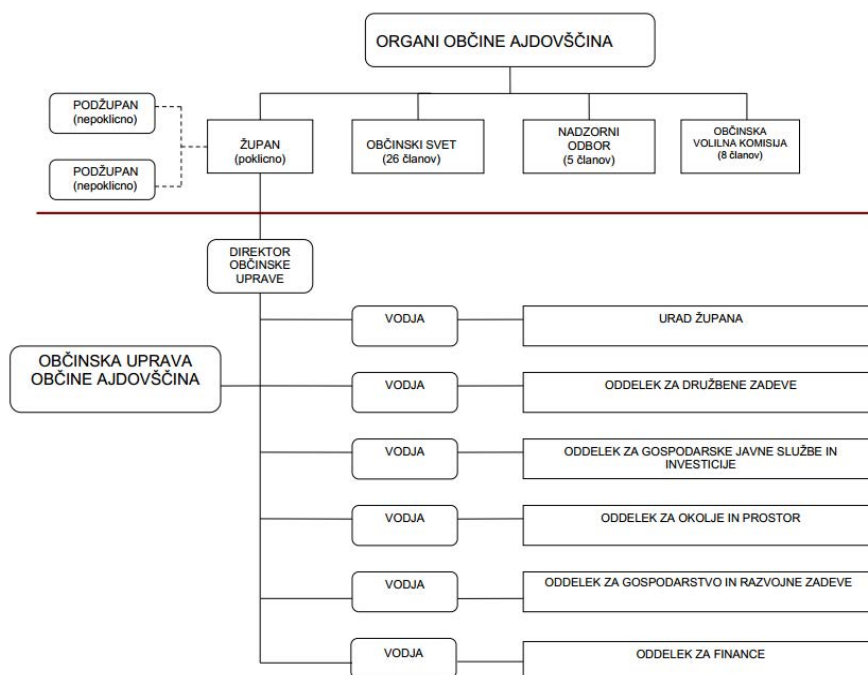 ORGANI OBČINE AJDOVŠČINA
PODŽUPAN
(nepoklicno)
PODŽUPAN
(nepoklicno)
ŽUPAN
(poklicno)
OBČINSKI SVET
(26 članov)
NADZORNI
ODBOR
(5 članov)
OBČINSKA
VOLILNA KOMISIJA
(8 članov)
DIREKTOR
OBČINSKE
UPRAVE
OBČINSKA UPRAVA
OBČINE AJDOVŠČINA
VODJA
URAD ŽUPANA
VODJA
ODDELEK ZA DRUŽBENE ZADEVE
VODJA
ODDELEK ZA GOSPODARSKE JAVNE SLUŽBE IN
INVESTICIJE
VODJA
ODDELEK ZA OKOLJE IN PROSTOR
VODJA
ODDELEK ZA GOSPODARSTVO IN RAZVOJNE ZADEVE
VODJA
ODDELEK ZA FINANCE